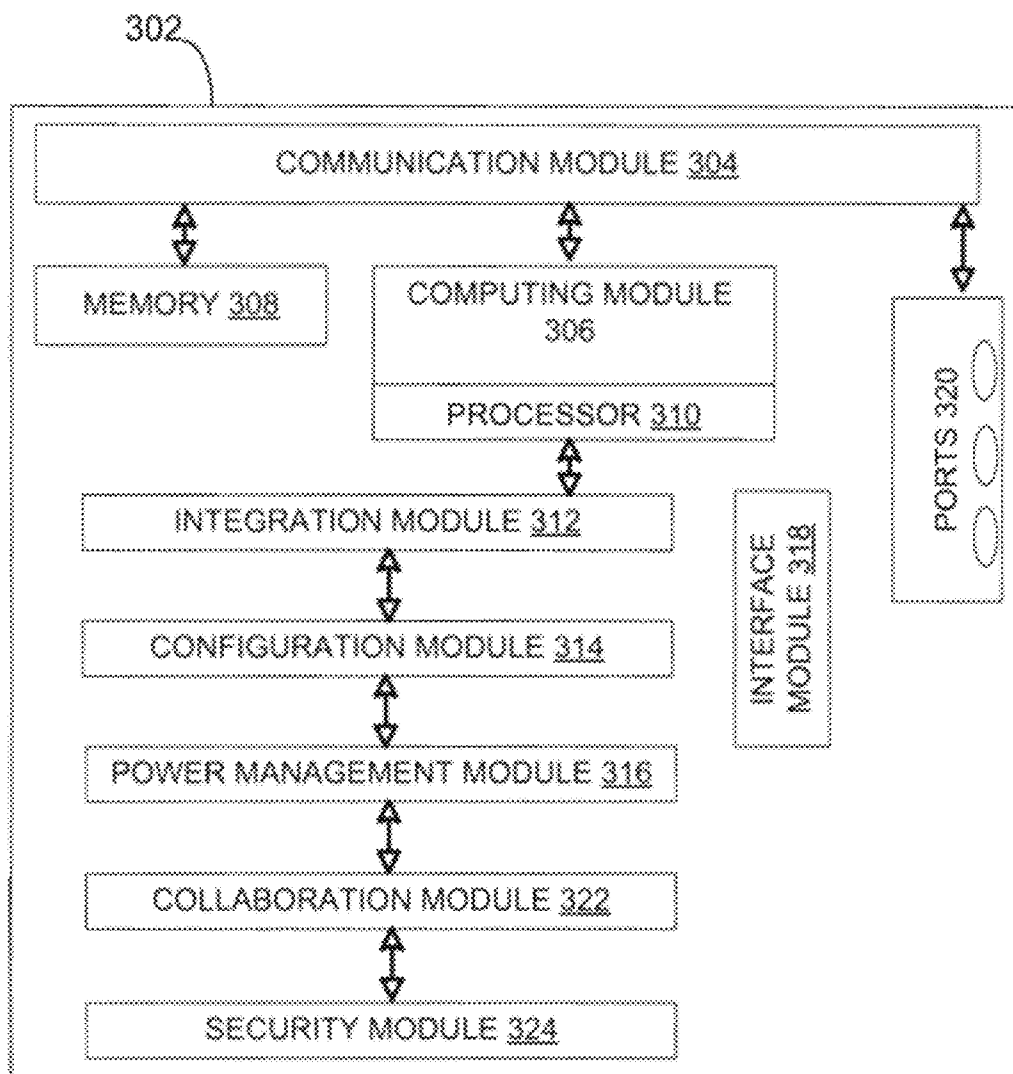 302
COMMUNICATION MODULE 304
MEMORY 308
COMPUTING MODULE
306
PROCESSOR 310
PORTS 320
INTEGRATION MODULE 312
INTERFACE
MODULE 318
CONFIGURATION MODULE 314
POWER MANAGEMENT MODULE 316
COLLABORATION MODULE 322
SECURITY MODULE 324